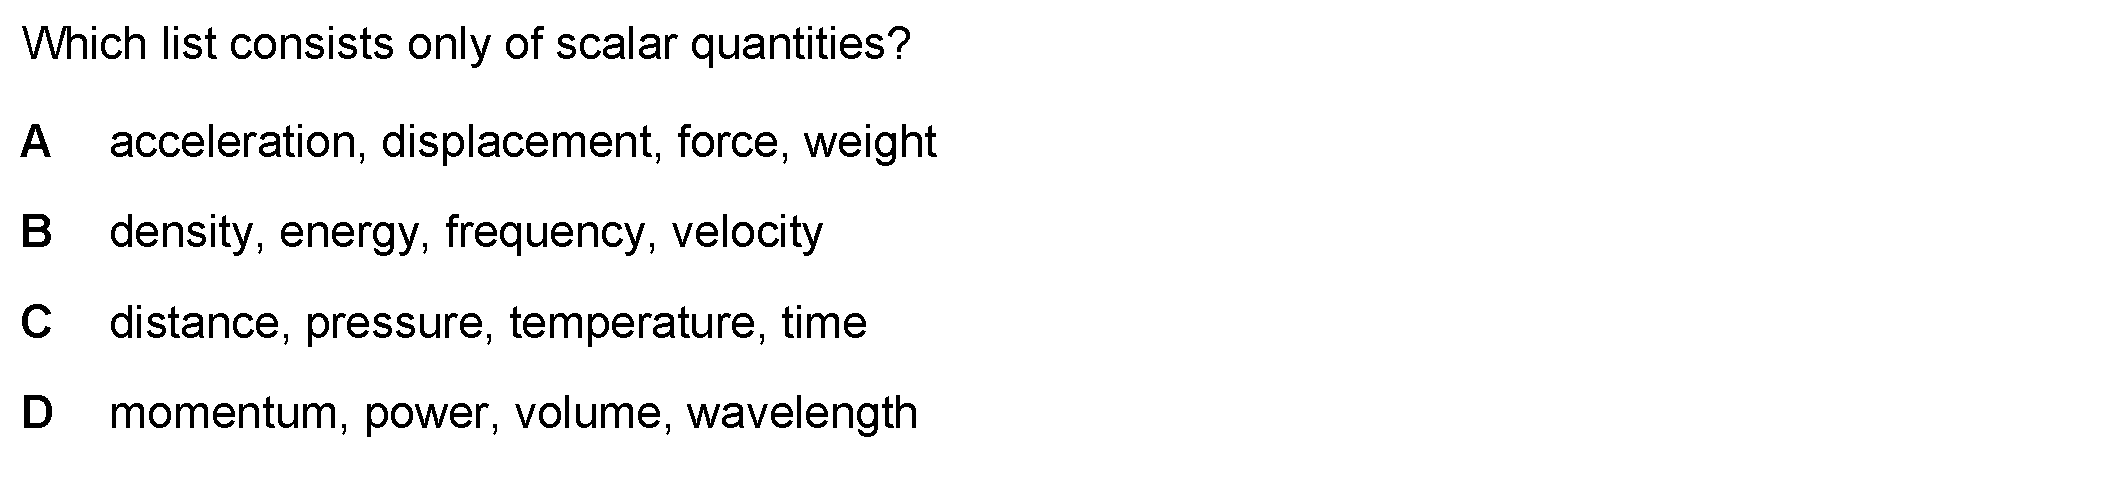 Which list consists only of scalar quantities?
A acceleration, displacement, force, weight
B density, energy, frequency, velocity
C distance, pressure, temperature, time
D momentum, power, volume, wavelength